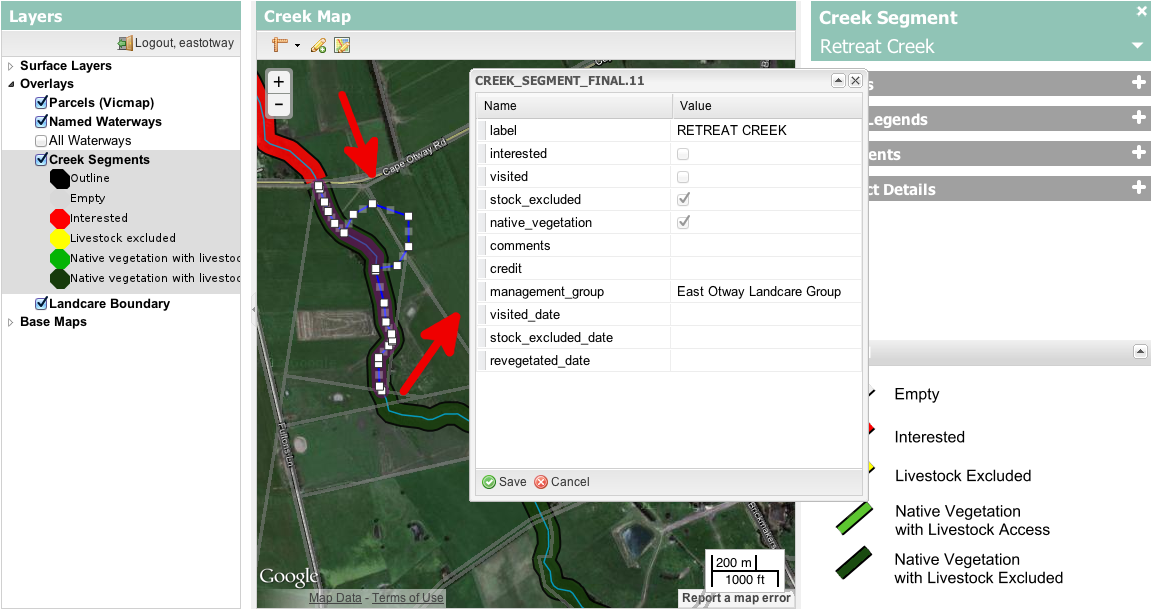 Layers
Logout, eastotway
Surface Layers
Overlays
Parcels (Vicmap)
Named Waterways
All Waterways
Creek Segments
Outline
Empty
Interested
Livestock excluded
Native vegetation with livestoc
Native vegetation with livestoc
Landcare Boundary
Base Maps
Creek Map
+
−
Cape Otway Rd
Fultons Ln
Google
Map Data - Terms of Use
200 m
1000 ft
Report a map error
CREEK_SEGMENT_FINAL.11
Name Value
label RETREAT CREEK
interested
visited
stock_excluded
native_vegetation
comments
credit
management_group East Otway Landcare Group
visited_date
stock_excluded_date
revegetated_date
Save Cancel
Creek Segment
Retreat Creek
s
Legends
ents
ct Details
Empty
Interested
Livestock Excluded
Native Vegetation
with Livestock Access
Native Vegetation
with Livestock Excluded